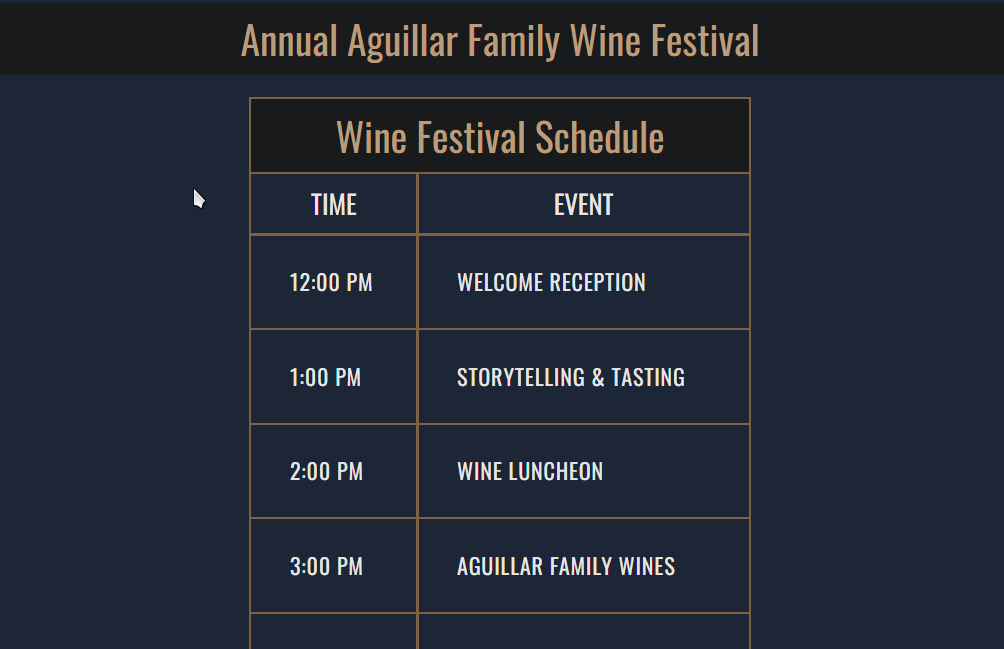 Annual Aguillar Family Wine Festival
Wine Festival Schedule
TIME EVENT
12:00 PM WELCOME RECEPTION
1:00 PM STORYTELLING & TASTING
2:00 PM WINE LUNCHEON
3:00 PM AGUILLAR FAMILY WINES